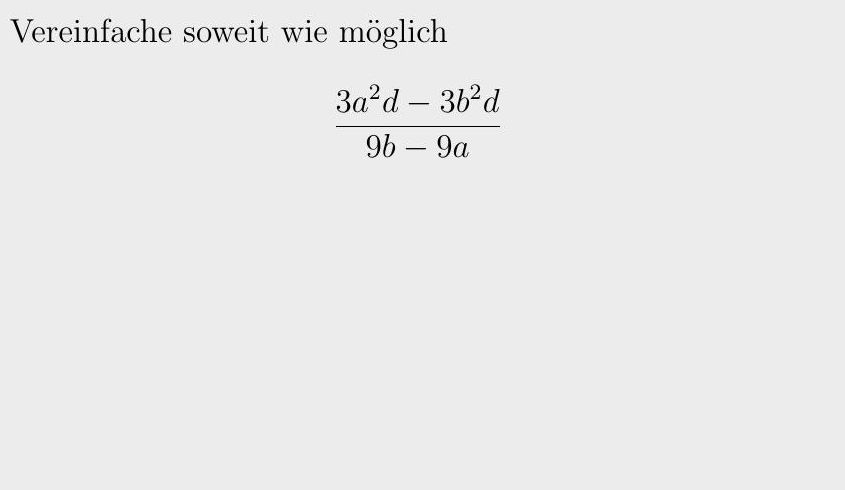 Vereinfache soweit wie möglich
3a²d − 3b²d
9b − 9a